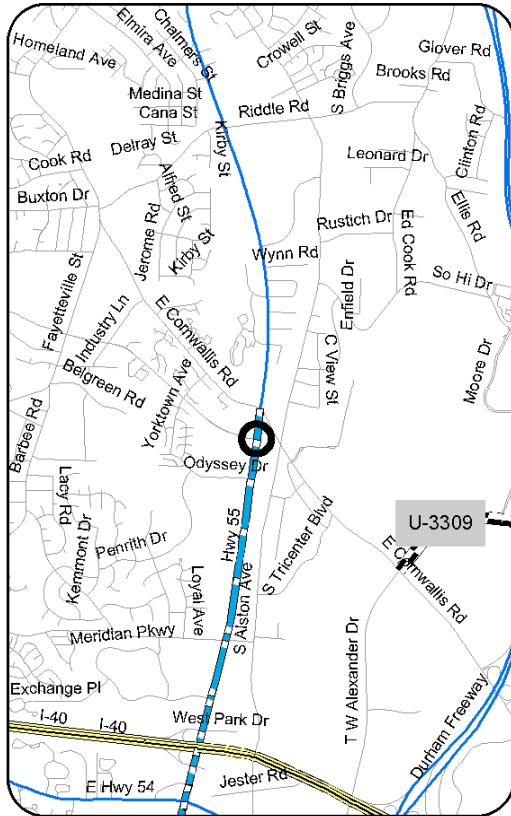 Chalmers St
Elmira Ave
Homeland Ave
Crowell St
S Briggs Ave
Glover Rd
Brooks Rd
Medina St
Cana St
Riddle Rd
Clinton Rd
Delray St
Kirby St
Cook Rd
Leonard Dr
Buxton Dr
Alfred St
Ellis Rd
Jerome Rd
Rustich Dr
Ed Cook Rd
Kirby St
Wynn Rd
Fayetteville St
Enfield Dr
So Hi Dr
Industry Ln
E Cornwallis Rd
C View St
Moore Dr
Belgreen Rd
Yorktown Ave
Barbee Rd
Odyssey Dr
Lacy Rd
Hwy 55
U-3309
S Tricenter Blvd
Penrith Dr
Kemmont Dr
E Cornwallis Rd
Loyal Ave
S Alston Ave
Meridian Pkwy
T W Alexander Dr
Exchange Pl
Durham Freeway
I-40
I-40
West Park Dr
E Hwy 54
Jester Rd